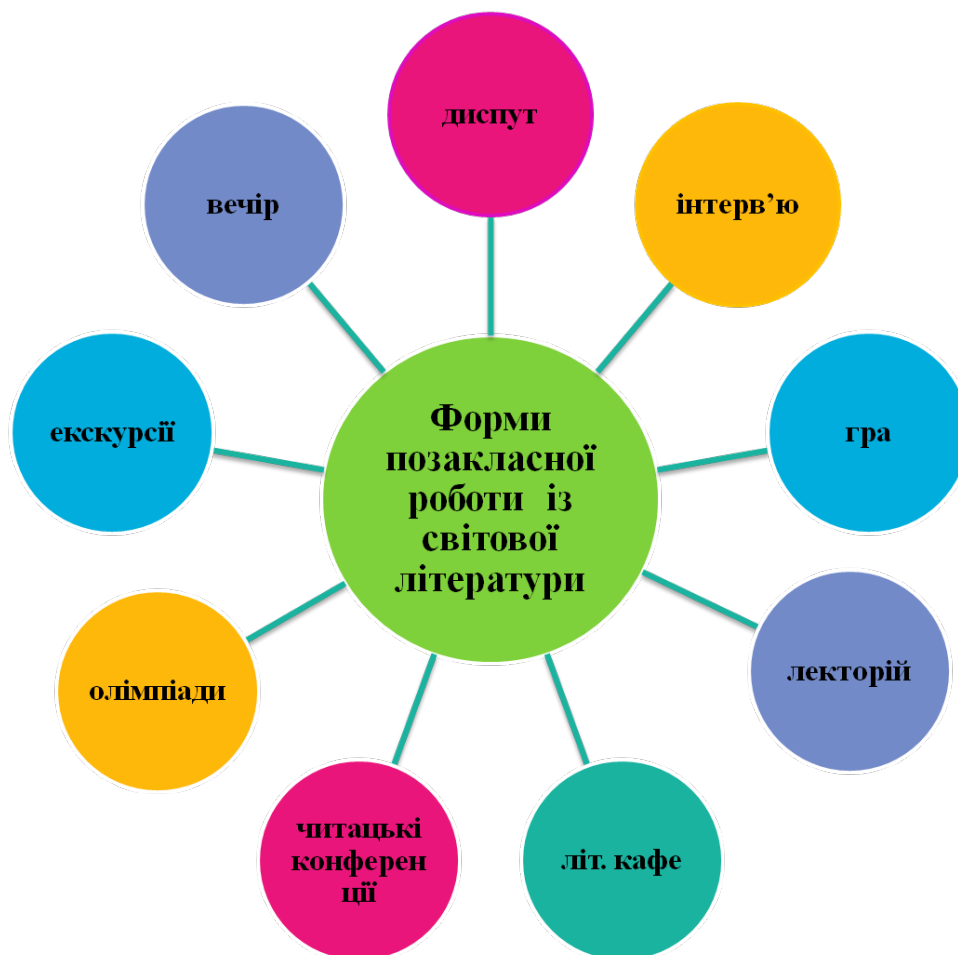 диспут
вечір
інтерв’ю
екскурсії
гра
Форми
позакласної
роботи із
світової
літератури
олімпіади
лекторій
читацькі
конферен
ції
літ. кафе